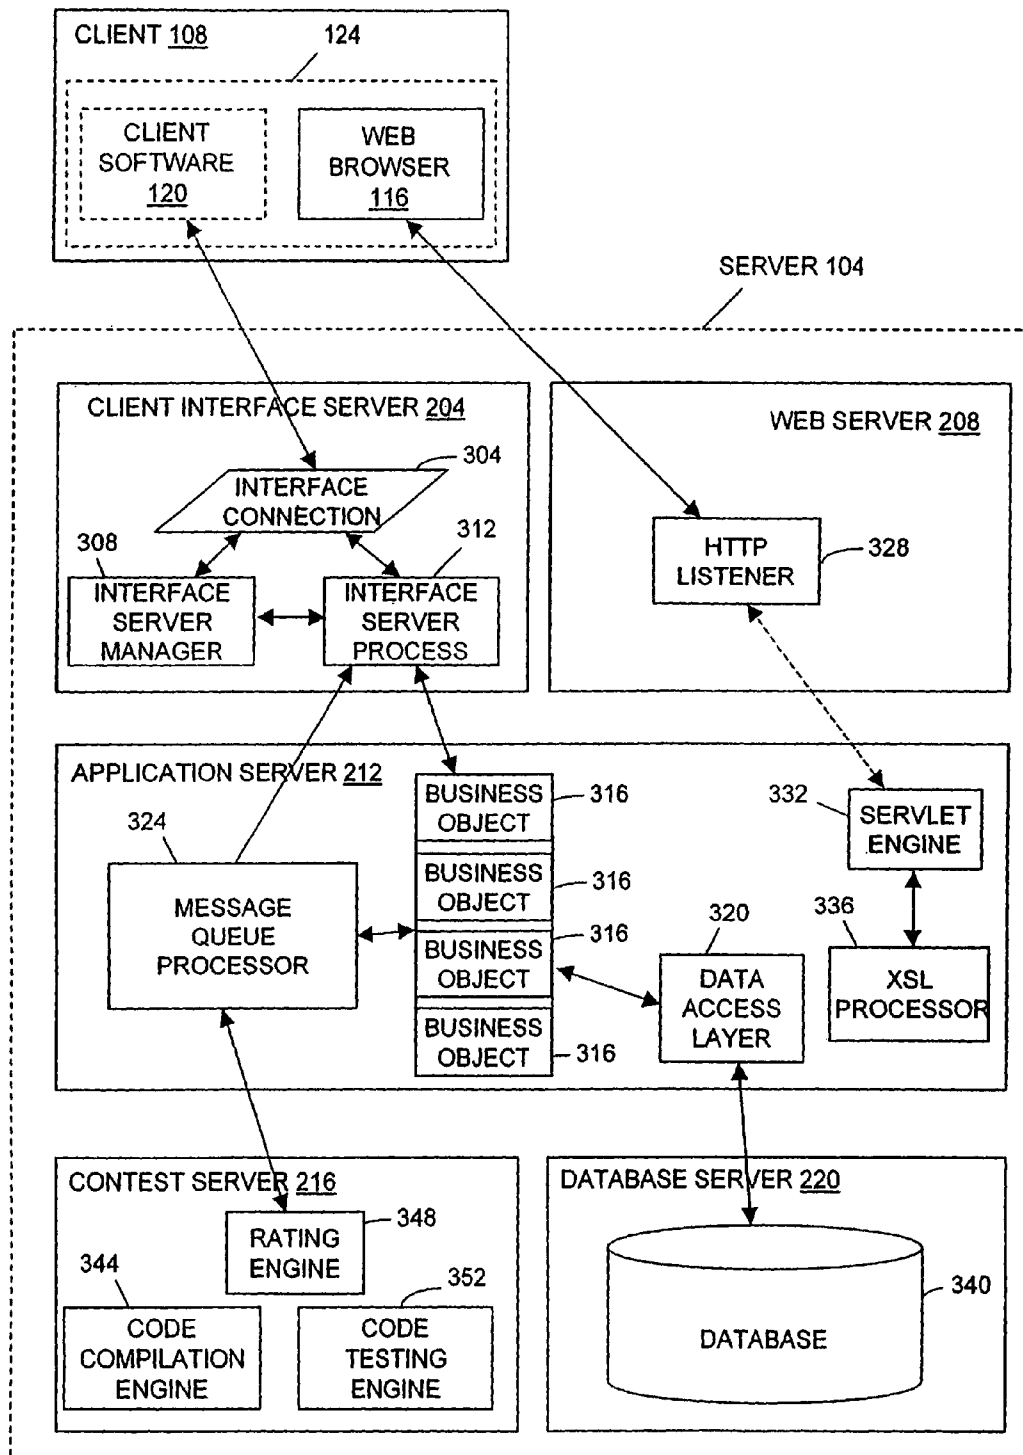 CLIENT 108
124
CLIENT
SOFTWARE
120
WEB
BROWSER
116
SERVER 104
CLIENT INTERFACE SERVER 204
304
INTERFACE
CONNECTION
308
INTERFACE
SERVER
MANAGER
312
INTERFACE
SERVER
PROCESS
WEB SERVER 208
HTTP
LISTENER
328
APPLICATION SERVER 212
324
MESSAGE
QUEUE
PROCESSOR
BUSINESS
OBJECT
316
BUSINESS
OBJECT
316
BUSINESS
OBJECT
316
BUSINESS
OBJECT
316
320
DATA
ACCESS
LAYER
332
SERVLET
ENGINE
336
XSL
PROCESSOR
CONTEST SERVER 216
RATING
ENGINE
348
344
CODE
COMPILATION
ENGINE
352
CODE
TESTING
ENGINE
DATABASE SERVER 220
DATABASE
340